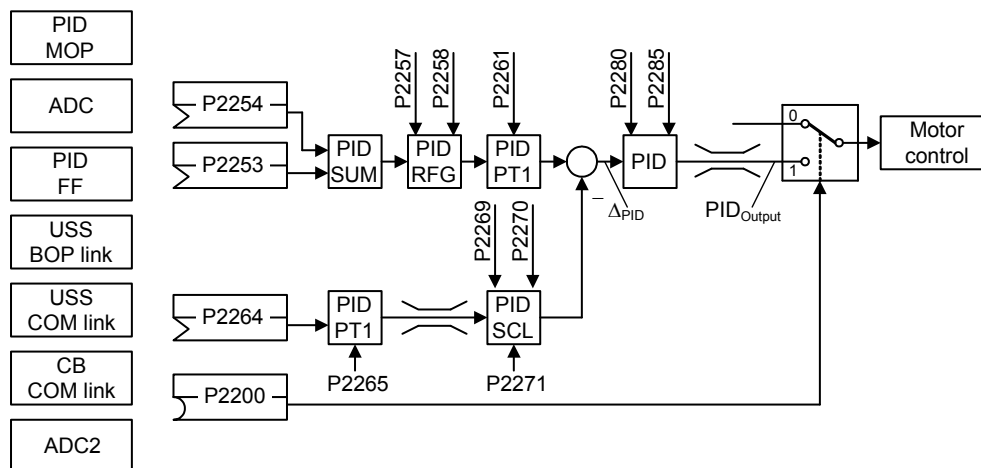 PID
MOP
ADC
PID
FF
USS
BOP link
USS
COM link
CB
COM link
ADC2
P2254
P2253
P2264
P2200
P2257
P2258
P2261
P2280
P2285
PID
SUM
PID
RFG
PID
PT1
PID
0
1
Motor
control
− ΔPID
PIDOutput
P2269
P2270
PID
PT1
PID
SCL
P2265
P2271